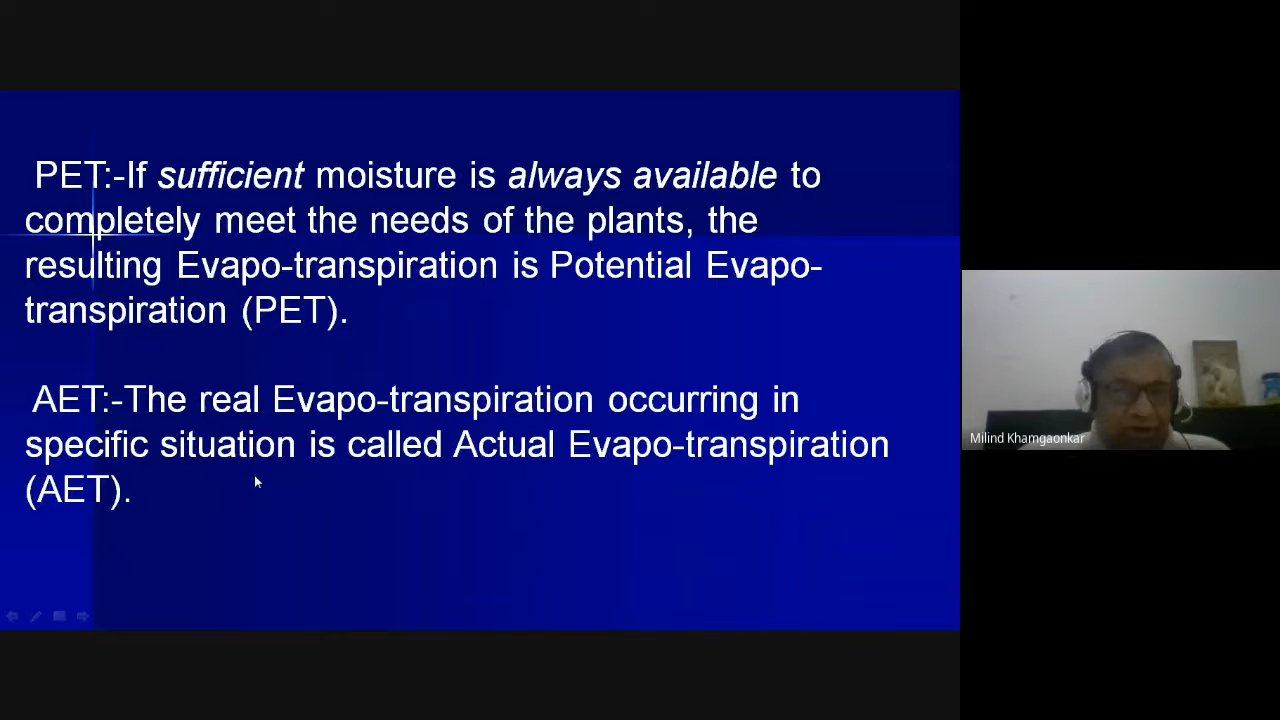 PET:-If sufficient moisture is always available to
completely meet the needs of the plants, the
resulting Evapo-transpiration is Potential Evapo-
transpiration (PET).
AET:-The real Evapo-transpiration occurring in
specific situation is called Actual Evapo-transpiration
(AET).
Milind Khamgaonkar